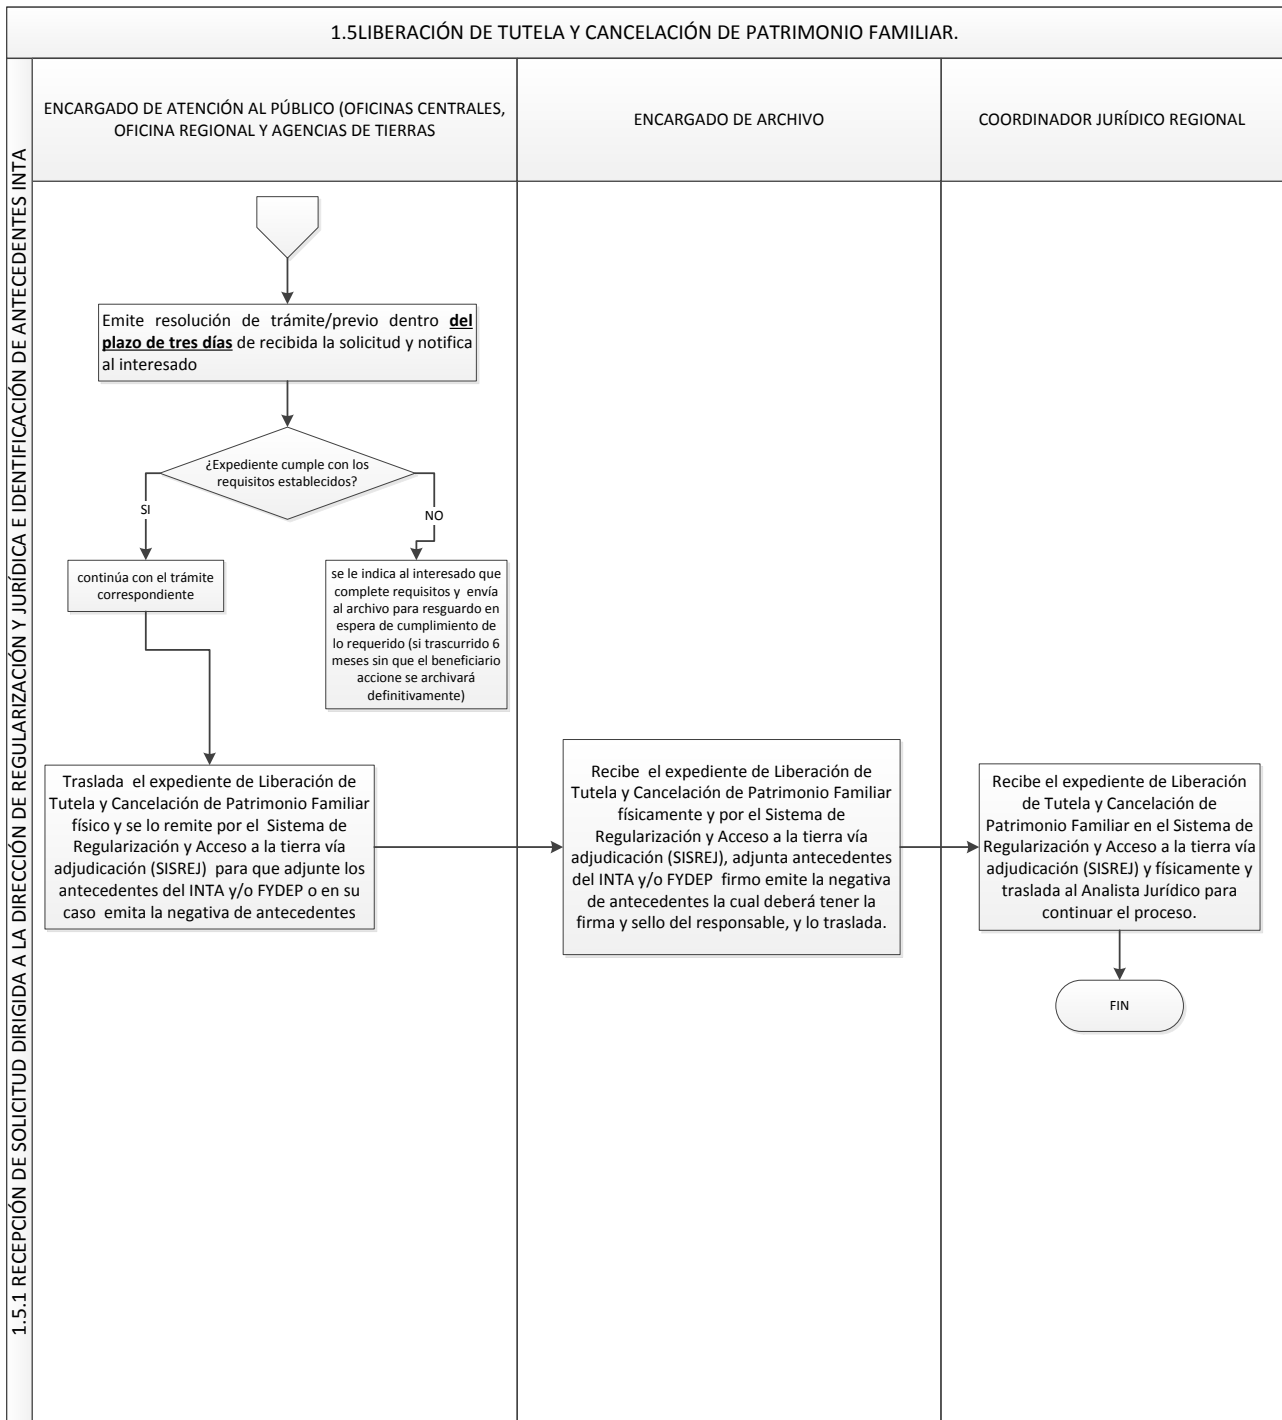 1.5LIBERACIÓN DE TUTELA Y CANCELACIÓN DE PATRIMONIO FAMILIAR.
1.5.1 RECEPCIÓN DE SOLICITUD DIRIGIDA A LA DIRECCIÓN DE REGULARIZACIÓN Y JURÍDICA E IDENTIFICACIÓN DE ANTECEDENTES INTA
ENCARGADO DE ATENCIÓN AL PÚBLICO (OFICINAS CENTRALES,
OFICINA REGIONAL Y AGENCIAS DE TIERRAS
ENCARGADO DE ARCHIVO
COORDINADOR JURÍDICO REGIONAL
Emite resolución de trámite/previo dentro del
plazo de tres días de recibida la solicitud y notifica
al interesado
¿Expediente cumple con los
requisitos establecidos?
SI
NO
continúa con el trámite
correspondiente
se le indica al interesado que
complete requisitos y envía
al archivo para resguardo en
espera de cumplimiento de
lo requerido (si trascurrido 6
meses sin que el beneficiario
accione se archivará
definitivamente)
Traslada el expediente de Liberación de
Tutela y Cancelación de Patrimonio Familiar
físico y se lo remite por el Sistema de
Regularización y Acceso a la tierra vía
adjudicación (SISREJ) para que adjunte los
antecedentes del INTA y/o FYDEP o en su
caso emita la negativa de antecedentes
Recibe el expediente de Liberación de
Tutela y Cancelación de Patrimonio Familiar
físicamente y por el Sistema de
Regularización y Acceso a la tierra vía
adjudicación (SISREJ), adjunta antecedentes
del INTA y/o FYDEP firmo emite la negativa
de antecedentes la cual deberá tener la
firma y sello del responsable, y lo traslada.
Recibe el expediente de Liberación
de Tutela y Cancelación de
Patrimonio Familiar en el Sistema de
Regularización y Acceso a la tierra vía
adjudicación (SISREJ) y físicamente y
traslada al Analista Jurídico para
continuar el proceso.
FIN